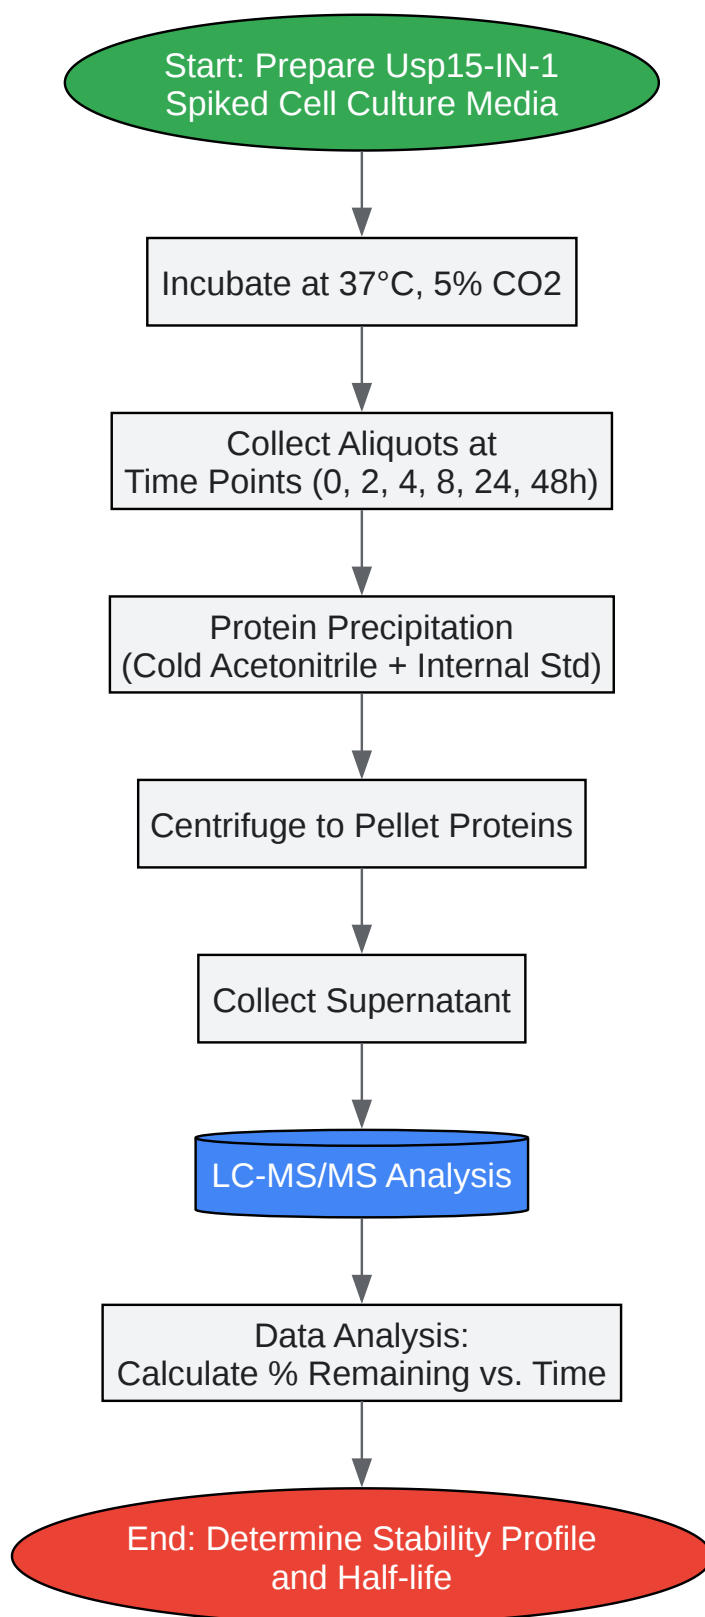 Start: Prepare Usp15-IN-1
Spiked Cell Culture Media
Incubate at 37°C, 5% CO2
Collect Aliquots at
Time Points (0, 2, 4, 8, 24, 48h)
Protein Precipitation
(Cold Acetonitrile + Internal Std)
Centrifuge to Pellet Proteins
Collect Supernatant
LC-MS/MS Analysis
Data Analysis:
Calculate % Remaining vs. Time
End: Determine Stability Profile
and Half-life